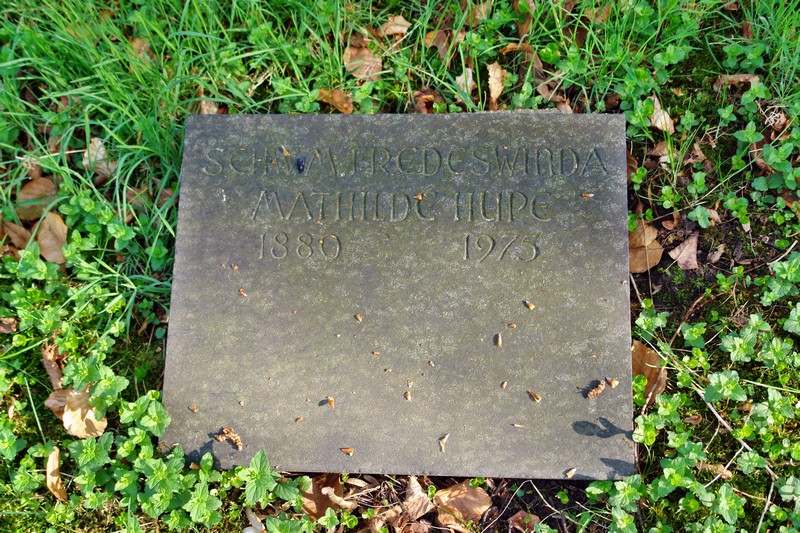 SCHW. FREDESWINDA
MATHILDE HUPE
1880 1975